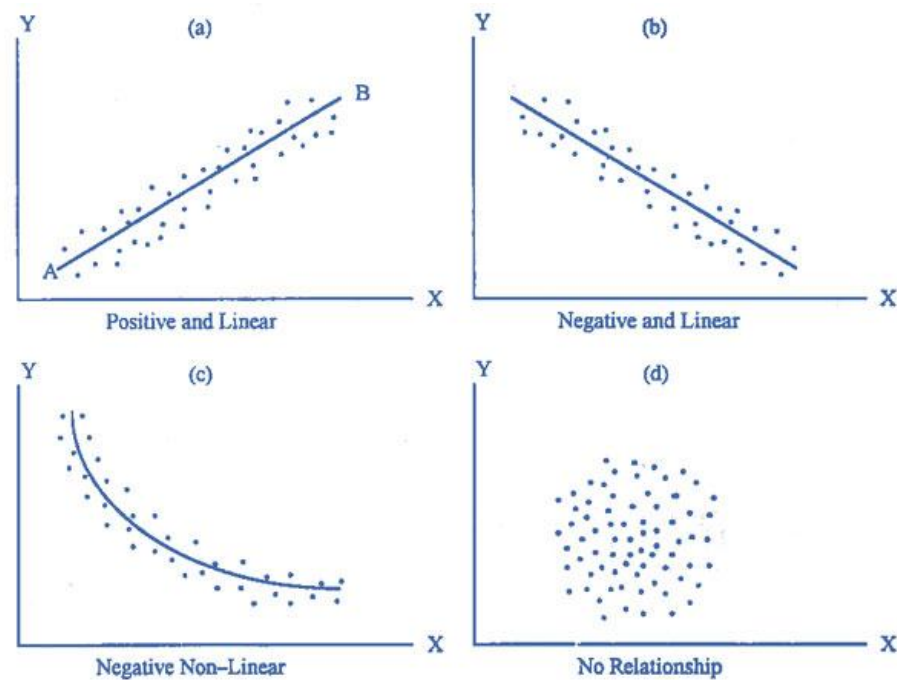 Y
(a)
B
A
X
Positive and Linear
Y
(b)
X
Negative and Linear
Y
(c)
X
Negative Non–Linear
Y
(d)
X
No Relationship